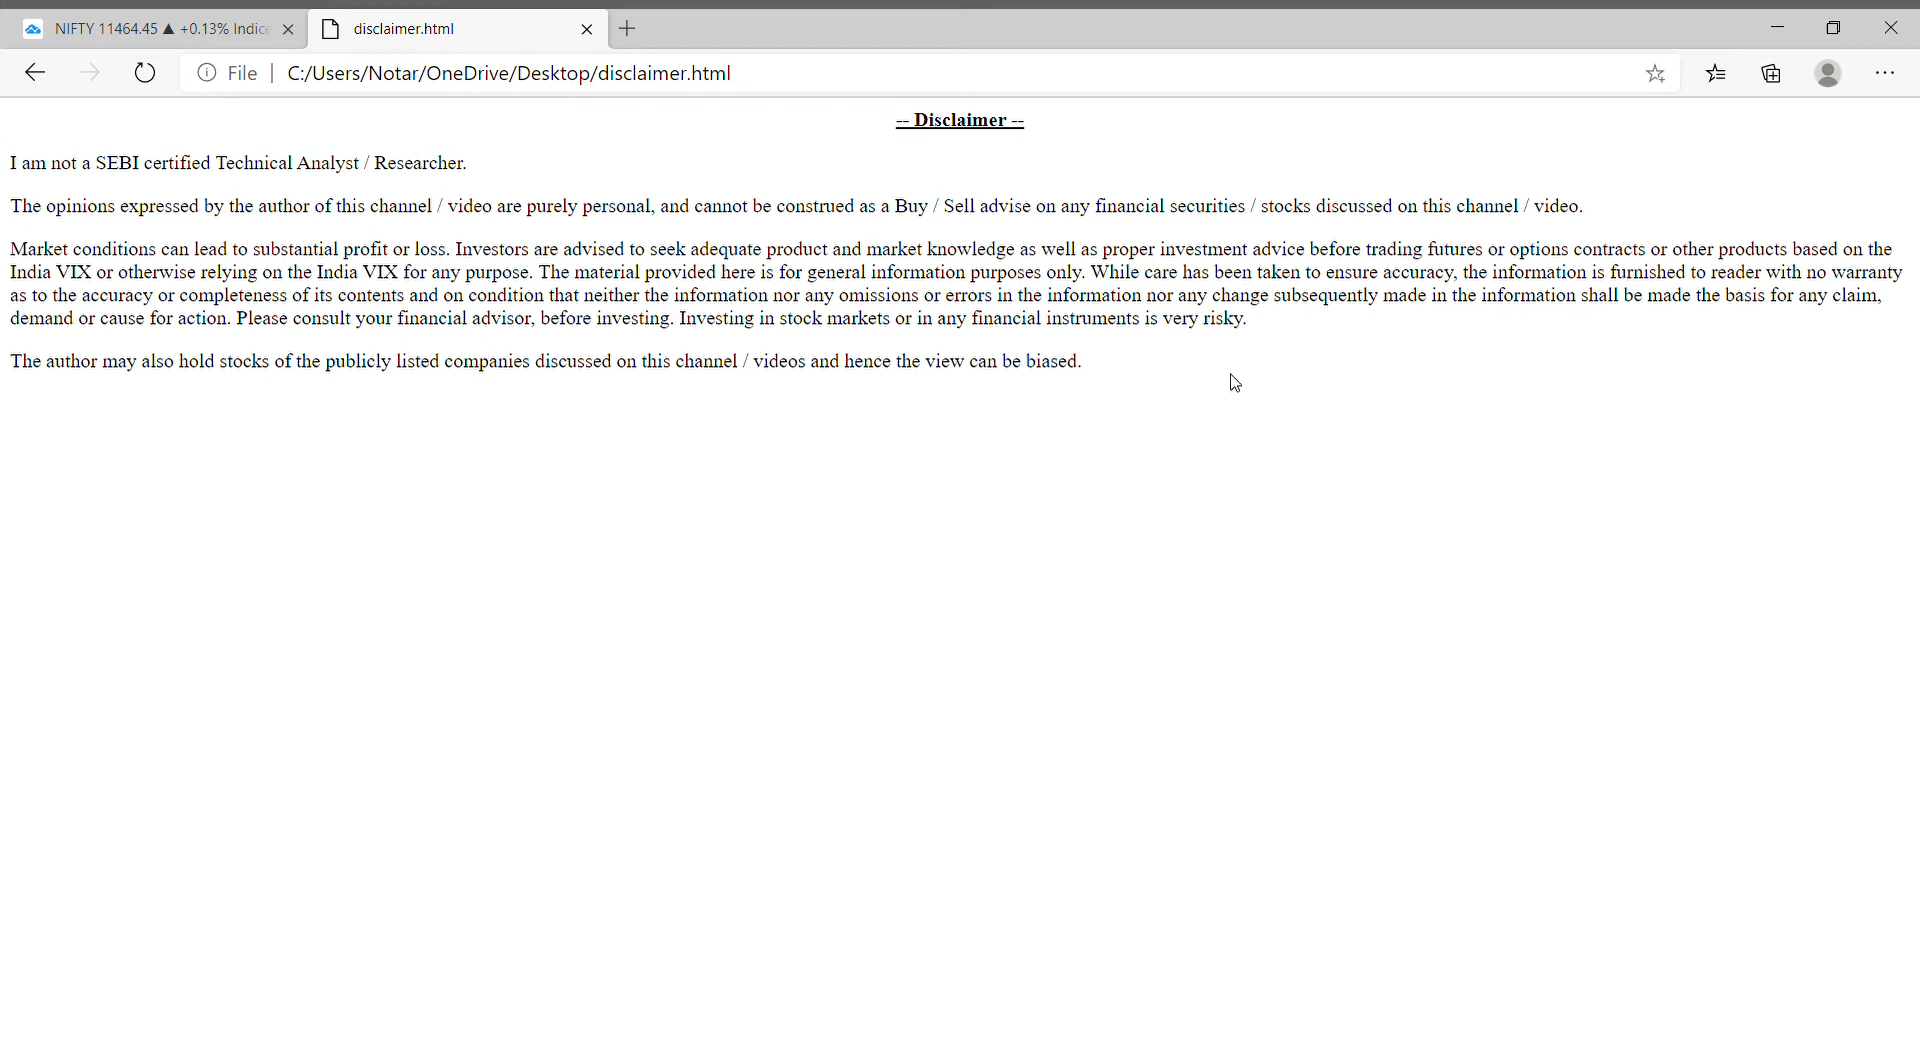 NIFTY 11464.45 ▲ +0.13% Indice
disclaimer.html
File | C:/Users/Notar/OneDrive/Desktop/disclaimer.html
-- Disclaimer --
I am not a SEBI certified Technical Analyst / Researcher.
The opinions expressed by the author of this channel / video are purely personal, and cannot be construed as a Buy / Sell advise on any financial securities / stocks discussed on this channel / video.
Market conditions can lead to substantial profit or loss. Investors are advised to seek adequate product and market knowledge as well as proper investment advice before trading futures or options contracts or other products based on the
India VIX or otherwise relying on the India VIX for any purpose. The material provided here is for general information purposes only. While care has been taken to ensure accuracy, the information is furnished to reader with no warranty
as to the accuracy or completeness of its contents and on condition that neither the information nor any omissions or errors in the information nor any change subsequently made in the information shall be made the basis for any claim,
demand or cause for action. Please consult your financial advisor, before investing. Investing in stock markets or in any financial instruments is very risky.
The author may also hold stocks of the publicly listed companies discussed on this channel / videos and hence the view can be biased.